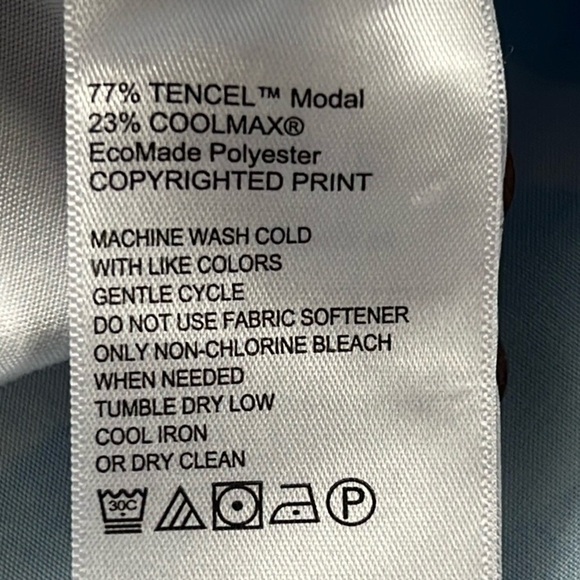 77% TENCEL™ Modal
23% COOLMAX®
EcoMade Polyester
COPYRIGHTED PRINT
MACHINE WASH COLD
WITH LIKE COLORS
GENTLE CYCLE
DO NOT USE FABRIC SOFTENER
ONLY NON-CHLORINE BLEACH
WHEN NEEDED
TUMBLE DRY LOW
COOL IRON
OR DRY CLEAN
30C P